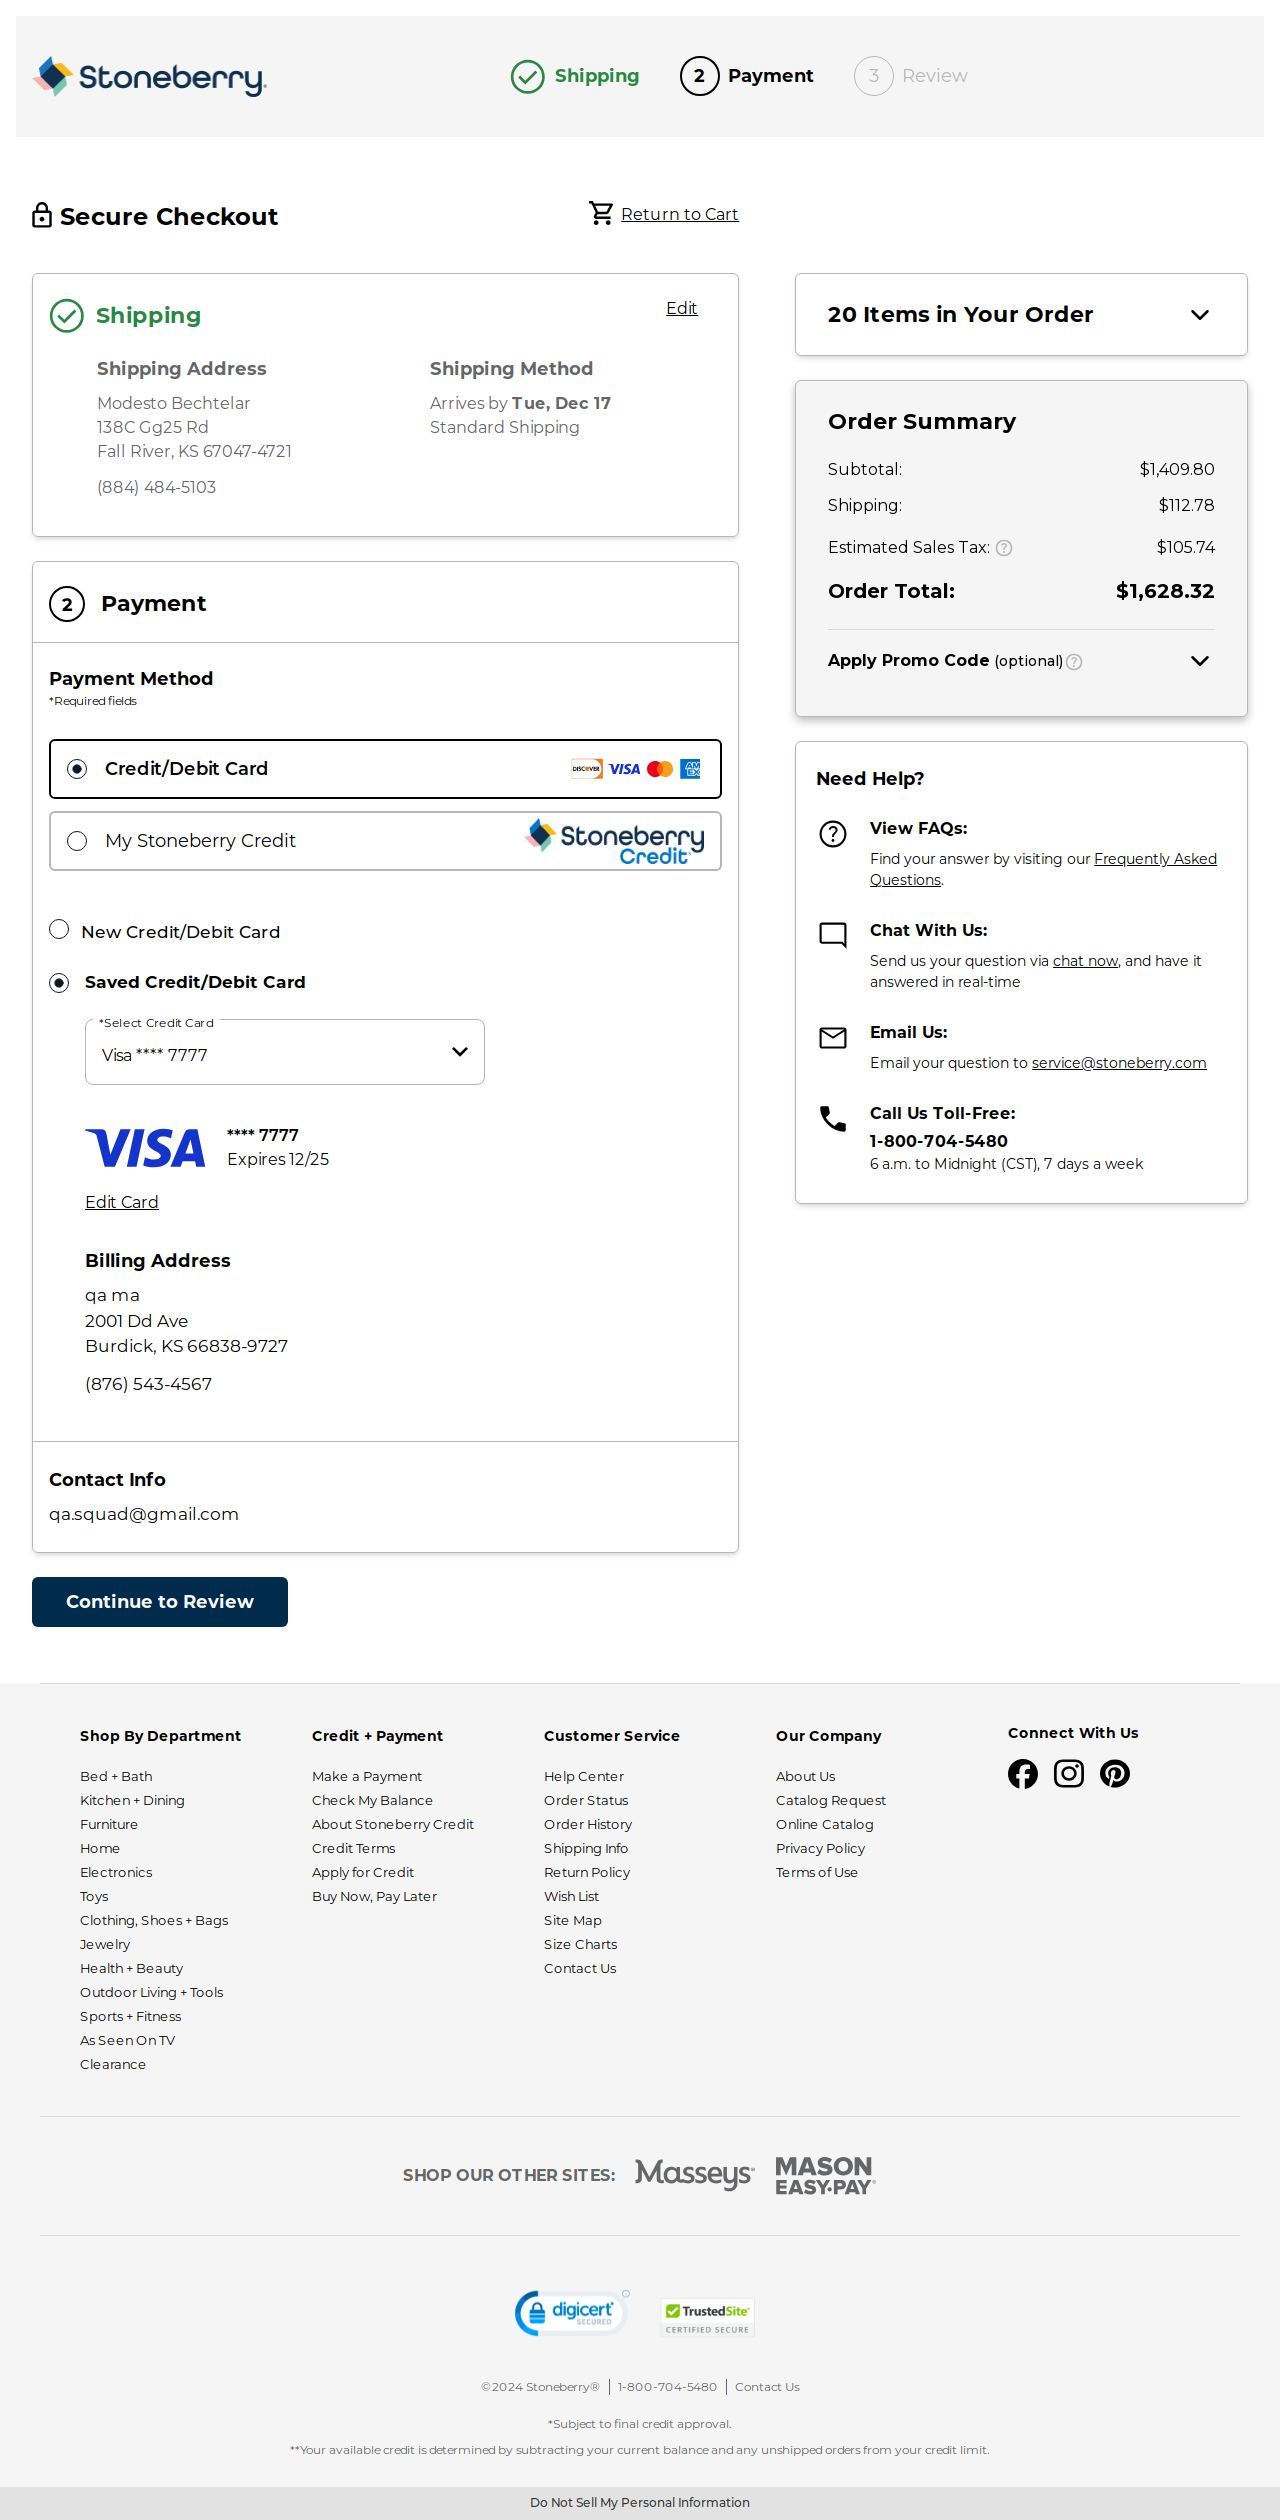 Stoneberry
Shipping
2 Payment
3 Review
Secure Checkout
Return to Cart
Shipping
Edit
Shipping Address
Modesto Bechtelar
138C Gg25 Rd
Fall River, KS 67047-4721
(884) 484-5103
Shipping Method
Arrives by Tue, Dec 17
Standard Shipping
2 Payment
Payment Method
*Required fields
Credit/Debit Card
DISCOVER VISA AMEX
My Stoneberry Credit
Stoneberry
Credit
New Credit/Debit Card
Saved Credit/Debit Card
*Select Credit Card
Visa **** 7777
VISA
**** 7777
Expires 12/25
Edit Card
Billing Address
qa ma
2001 Dd Ave
Burdick, KS 66838-9727
(876) 543-4567
Contact Info
qa.squad@gmail.com
Continue to Review
20 Items in Your Order
Order Summary
Subtotal: $1,409.80
Shipping: $112.78
Estimated Sales Tax: ? $105.74
Order Total: $1,628.32
Apply Promo Code (optional) ?
Need Help?
View FAQs:
Find your answer by visiting our Frequently Asked
Questions.
Chat With Us:
Send us your question via chat now, and have it
answered in real-time
Email Us:
Email your question to service@stoneberry.com
Call Us Toll-Free:
1-800-704-5480
6 a.m. to Midnight (CST), 7 days a week
Shop By Department
Bed + Bath
Kitchen + Dining
Furniture
Home
Electronics
Toys
Clothing, Shoes + Bags
Jewelry
Health + Beauty
Outdoor Living + Tools
Sports + Fitness
As Seen On TV
Clearance
Credit + Payment
Make a Payment
Check My Balance
About Stoneberry Credit
Credit Terms
Apply for Credit
Buy Now, Pay Later
Customer Service
Help Center
Order Status
Order History
Shipping Info
Return Policy
Wish List
Site Map
Size Charts
Contact Us
Our Company
About Us
Catalog Request
Online Catalog
Privacy Policy
Terms of Use
Connect With Us
SHOP OUR OTHER SITES:
Masseys
MASON
EASY•PAY
digicert
SECURED
TrustedSite
CERTIFIED SECURE
©2024 Stoneberry® | 1-800-704-5480 | Contact Us
*Subject to final credit approval.
**Your available credit is determined by subtracting your current balance and any unshipped orders from your credit limit.
Do Not Sell My Personal Information